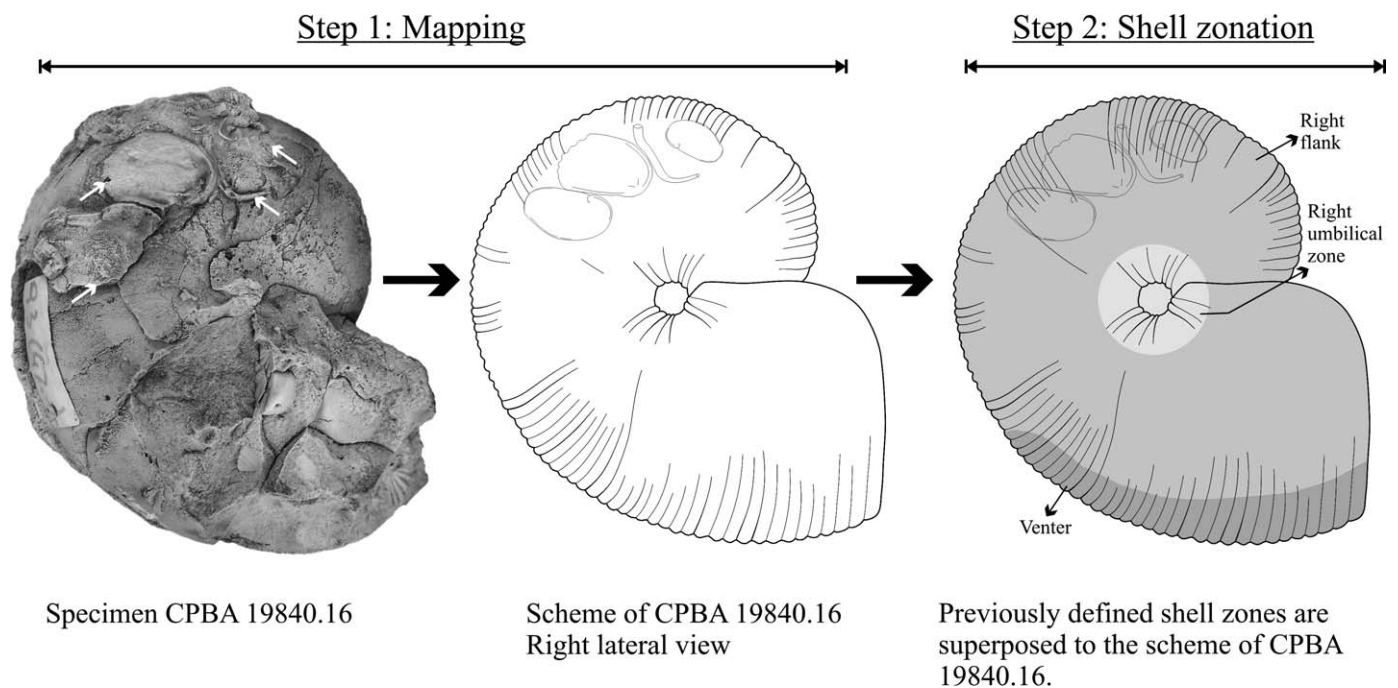 Step 1: Mapping
Step 2: Shell zonation
Right
flank
Right
umbilical
zone
Venter
Specimen CPBA 19840.16
Scheme of CPBA 19840.16
Right lateral view
Previously defined shell zones are
superposed to the scheme of CPBA
19840.16.